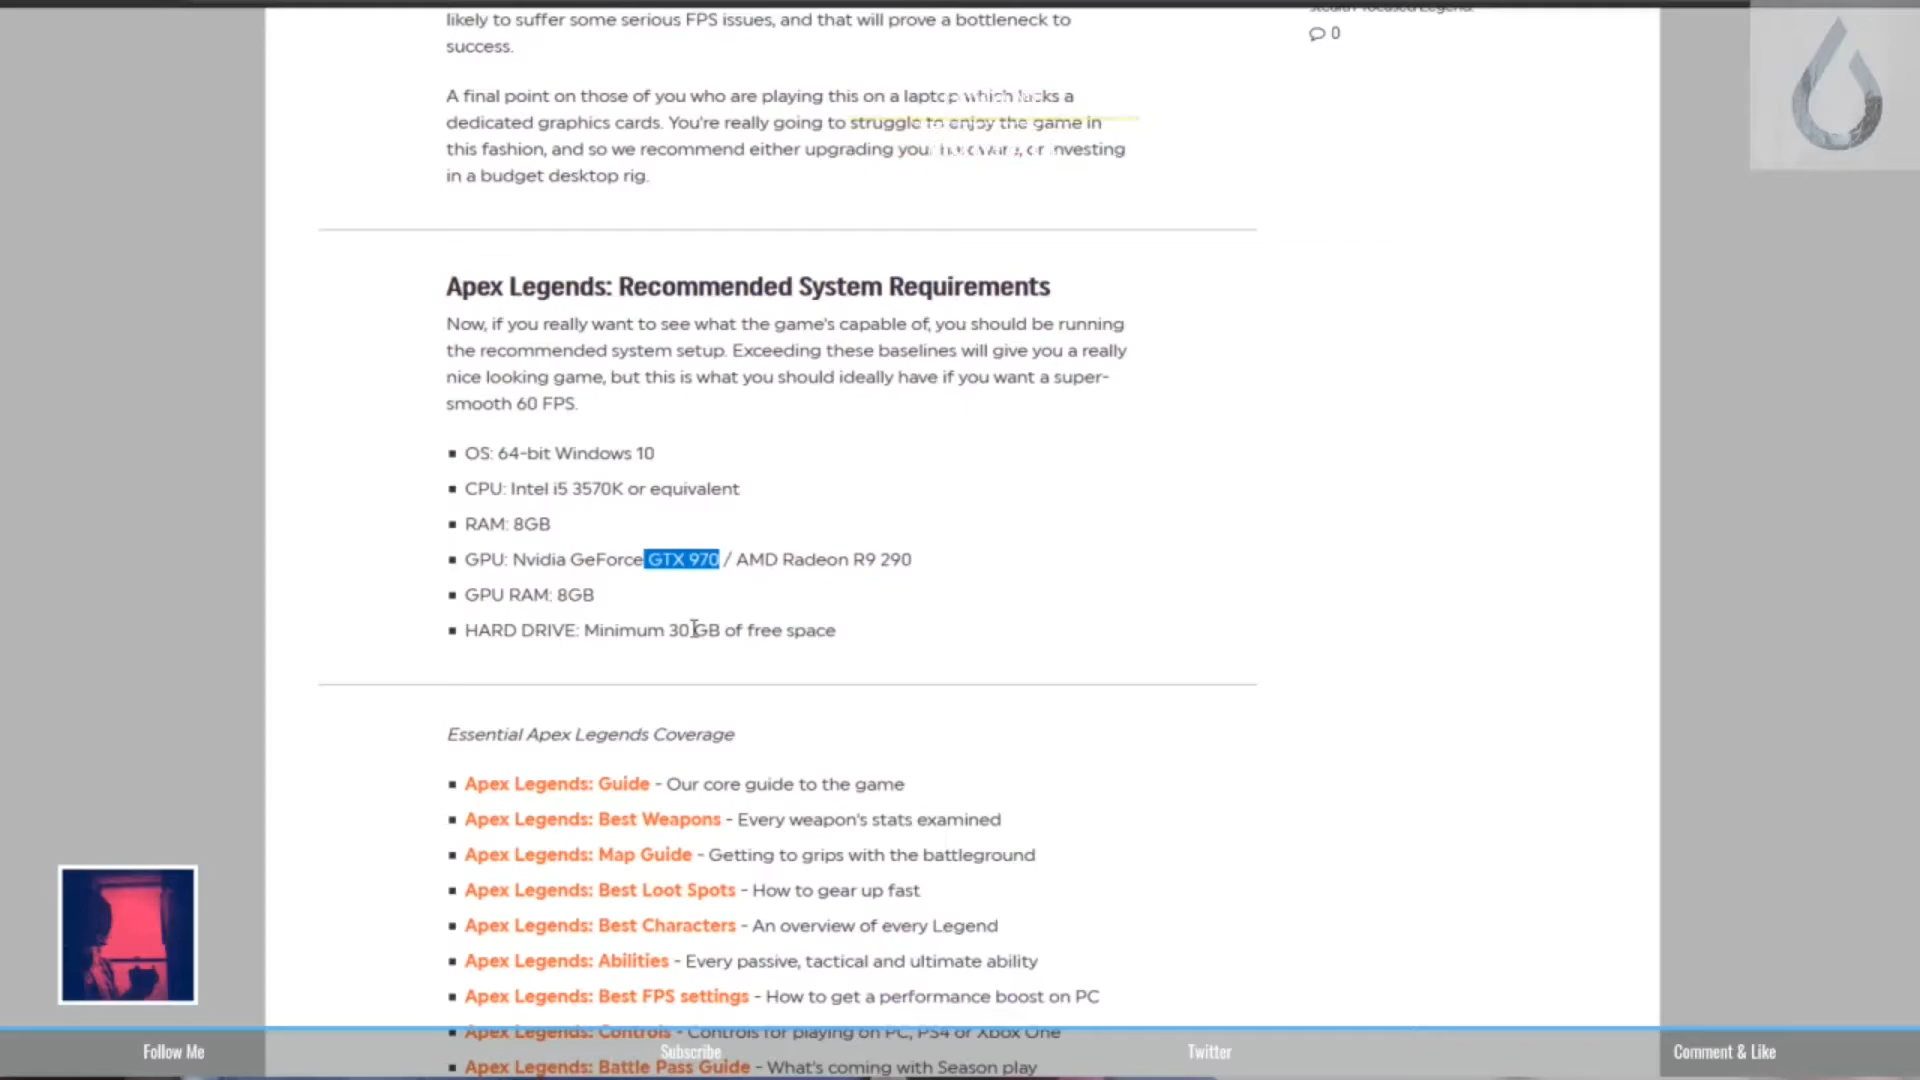 likely to suffer some serious FPS issues, and that will prove a bottleneck to
success.
0
A final point on those of you who are playing this on a laptop which lacks a
dedicated graphics cards. You're really going to struggle to enjoy the game in
this fashion, and so we recommend either upgrading your hardware, or investing
in a budget desktop rig.
Apex Legends: Recommended System Requirements
Now, if you really want to see what the game's capable of, you should be running
the recommended system setup. Exceeding these baselines will give you a really
nice looking game, but this is what you should ideally have if you want a super-
smooth 60 FPS.
OS: 64-bit Windows 10
CPU: Intel i5 3570K or equivalent
RAM: 8GB
GPU: Nvidia GeForce GTX 970 / AMD Radeon R9 290
GPU RAM: 8GB
HARD DRIVE: Minimum 30 GB of free space
Essential Apex Legends Coverage
Apex Legends: Guide - Our core guide to the game
Apex Legends: Best Weapons - Every weapon's stats examined
Apex Legends: Map Guide - Getting to grips with the battleground
Apex Legends: Best Loot Spots - How to gear up fast
Apex Legends: Best Characters - An overview of every Legend
Apex Legends: Abilities - Every passive, tactical and ultimate ability
Apex Legends: Best FPS settings - How to get a performance boost on PC
Apex Legends: Controls - Controls for playing on PC, PS4 or Xbox One
Apex Legends: Battle Pass Guide - What's coming with Season play
Follow Me
Subscribe
Twitter
Comment & Like